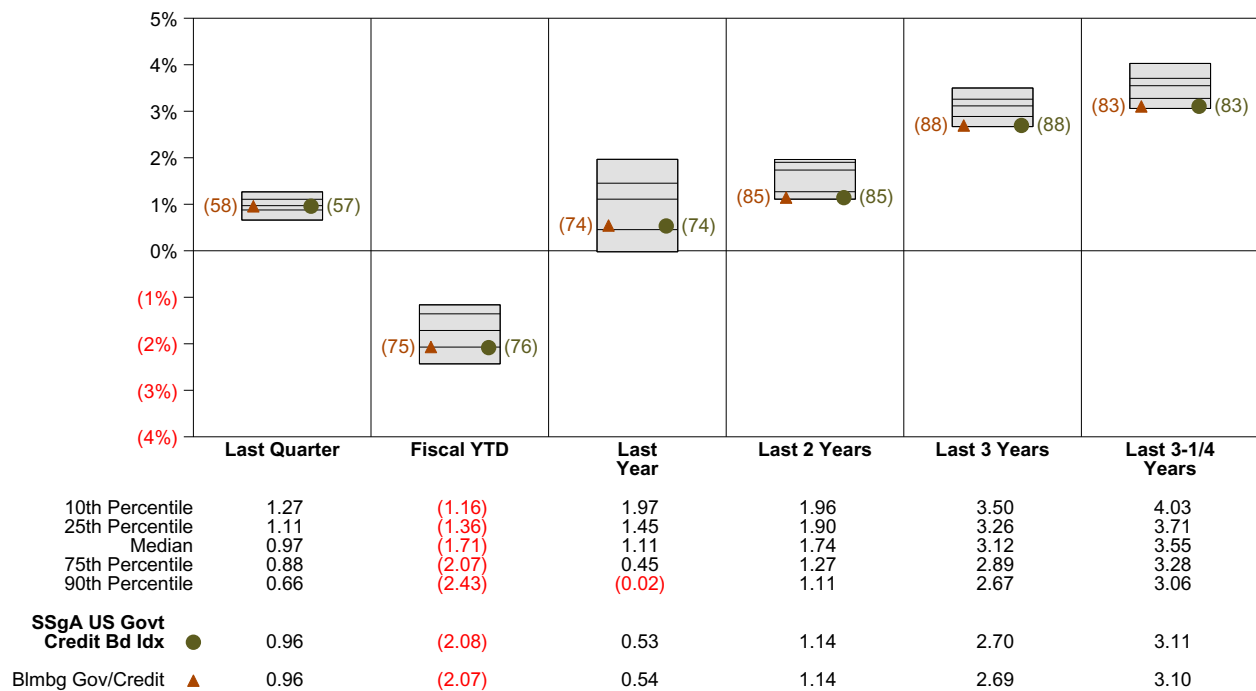 5%
4%
3%
2%
1%
0%
(1%)
(2%)
(3%)
(4%)
(58) (57)
(75) (76)
(74) (74)
(85) (85)
(88) (88)
(83) (83)
Last Quarter Fiscal YTD Last Year Last 2 Years Last 3 Years Last 3-1/4 Years
10th Percentile 1.27 (1.16) 1.97 1.96 3.50 4.03
25th Percentile 1.11 (1.36) 1.45 1.90 3.26 3.71
Median 0.97 (1.71) 1.11 1.74 3.12 3.55
75th Percentile 0.88 (2.07) 0.45 1.27 2.89 3.28
90th Percentile 0.66 (2.43) (0.02) 1.11 2.67 3.06
SSgA US Govt
Credit Bd Idx 0.96 (2.08) 0.53 1.14 2.70 3.11
Blmbg Gov/Credit 0.96 (2.07) 0.54 1.14 2.69 3.10